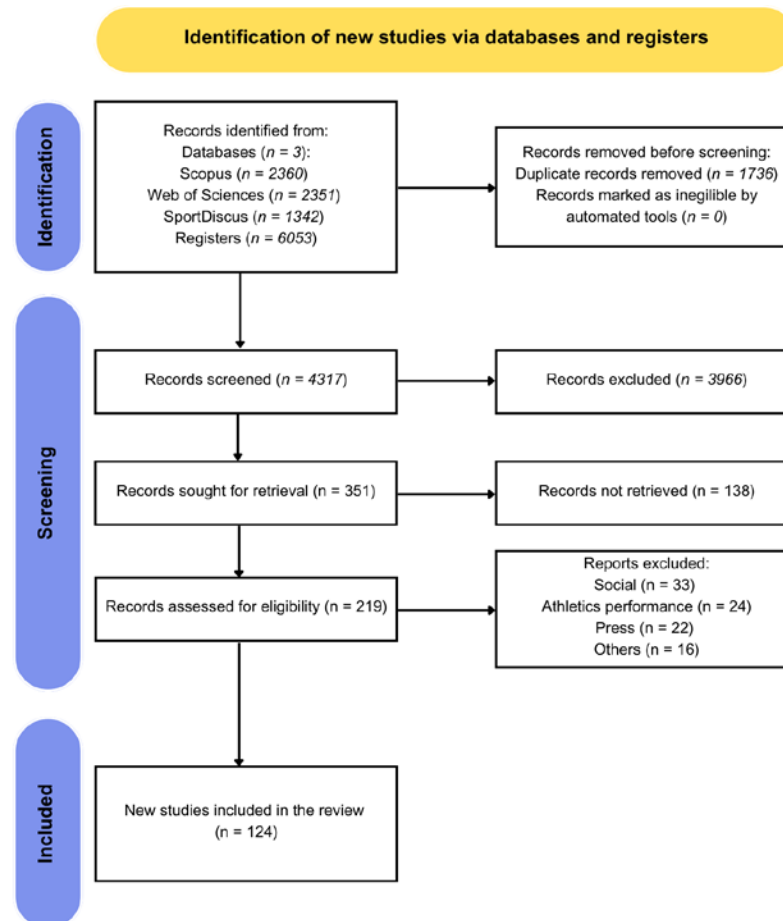 Identification of new studies via databases and registers
Identification
Records identified from:
Databases (n = 3):
Scopus (n = 2360)
Web of Sciences (n = 2351)
SportDiscus (n = 1342)
Registers (n = 6053)
Records removed before screening:
Duplicate records removed (n = 1736)
Records marked as inegilible by
automated tools (n = 0)
Screening
Records screened (n = 4317)
Records excluded (n = 3966)
Records sought for retrieval (n = 351)
Records not retrieved (n = 138)
Records assessed for eligibility (n = 219)
Reports excluded:
Social (n = 33)
Athletics performance (n = 24)
Press (n = 22)
Others (n = 16)
Included
New studies included in the review
(n = 124)